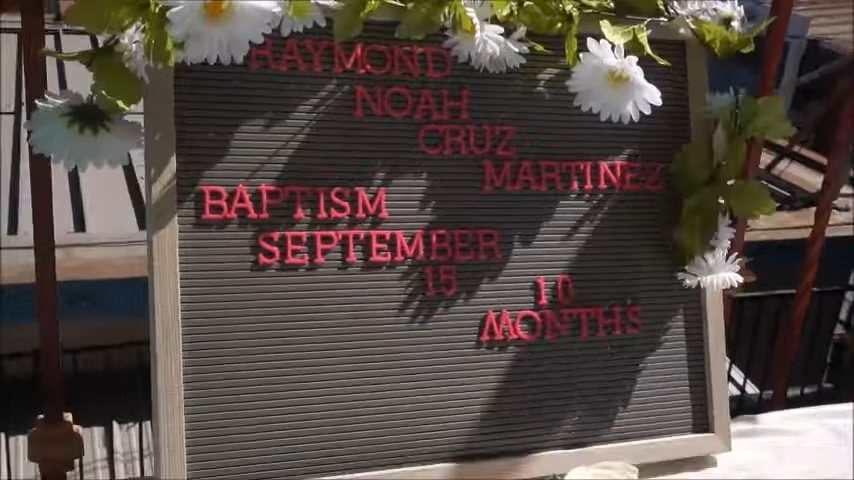 RAYMOND
NOAH
CRUZ
MARTINEZ
BAPTISM
SEPTEMBER
15
10
MONTHS